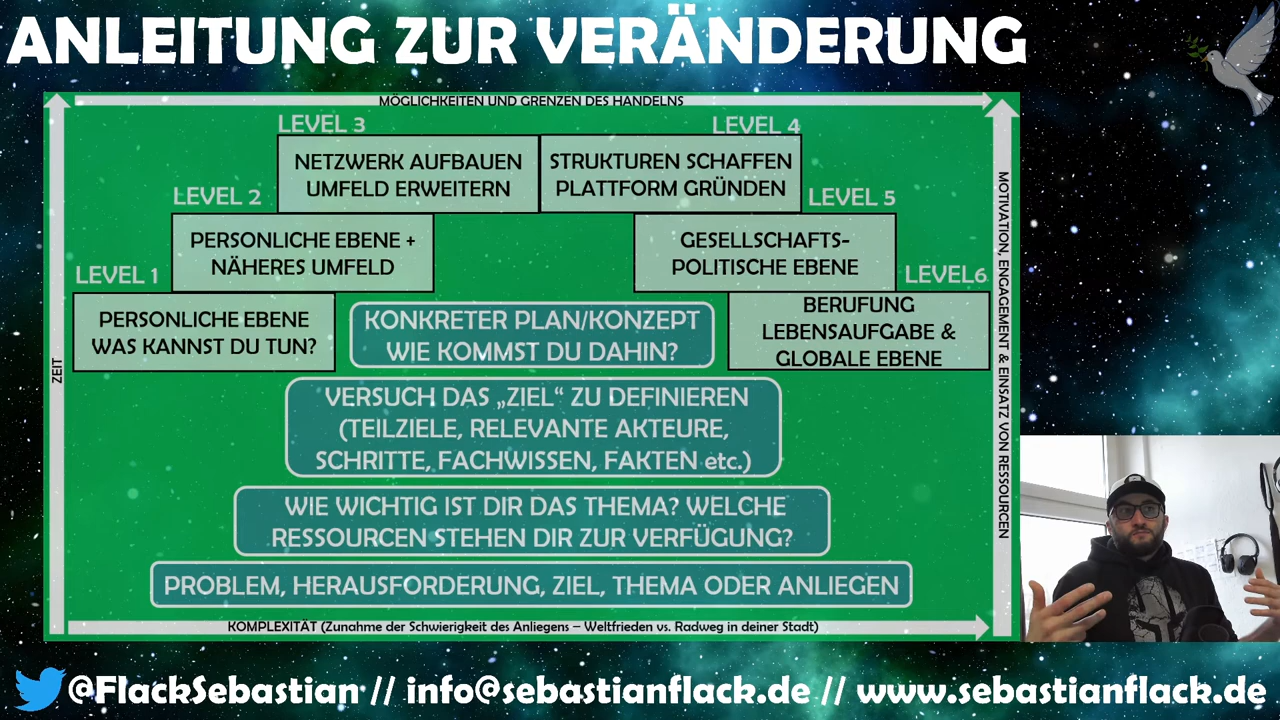 ANLEITUNG ZUR VERÄNDERUNG
MÖGLICHKEITEN UND GRENZEN DES HANDELNS
LEVEL 3
LEVEL 4
NETZWERK AUFBAUEN
UMFELD ERWEITERN
STRUKTUREN SCHAFFEN
PLATTFORM GRÜNDEN
LEVEL 2
LEVEL 5
PERSONLICHE EBENE +
NÄHERES UMFELD
GESELLSCHAFTS-
POLITISCHE EBENE
LEVEL 1
LEVEL6
PERSONLICHE EBENE
WAS KANNST DU TUN?
KONKRETER PLAN/KONZEPT
WIE KOMMST DU DAHIN?
BERUFUNG
LEBENSAUFGABE &
GLOBALE EBENE
ZEIT
MOTIVATION, ENGAGEMENT & EINSATZ VON RESSOURCEN
VERSUCH DAS „ZIEL“ ZU DEFINIEREN
(TEILZIELE, RELEVANTE AKTEURE,
SCHRITTE, FACHWISSEN, FAKTEN etc.)
WIE WICHTIG IST DIR DAS THEMA? WELCHE
RESSOURCEN STEHEN DIR ZUR VERFÜGUNG?
PROBLEM, HERAUSFORDERUNG, ZIEL, THEMA ODER ANLIEGEN
KOMPLEXITÄT (Zunahme der Schwierigkeit des Anliegens – Weltfrieden vs. Radweg in deiner Stadt)
@FlackSebastian // info@sebastianflack.de // www.sebastianflack.de